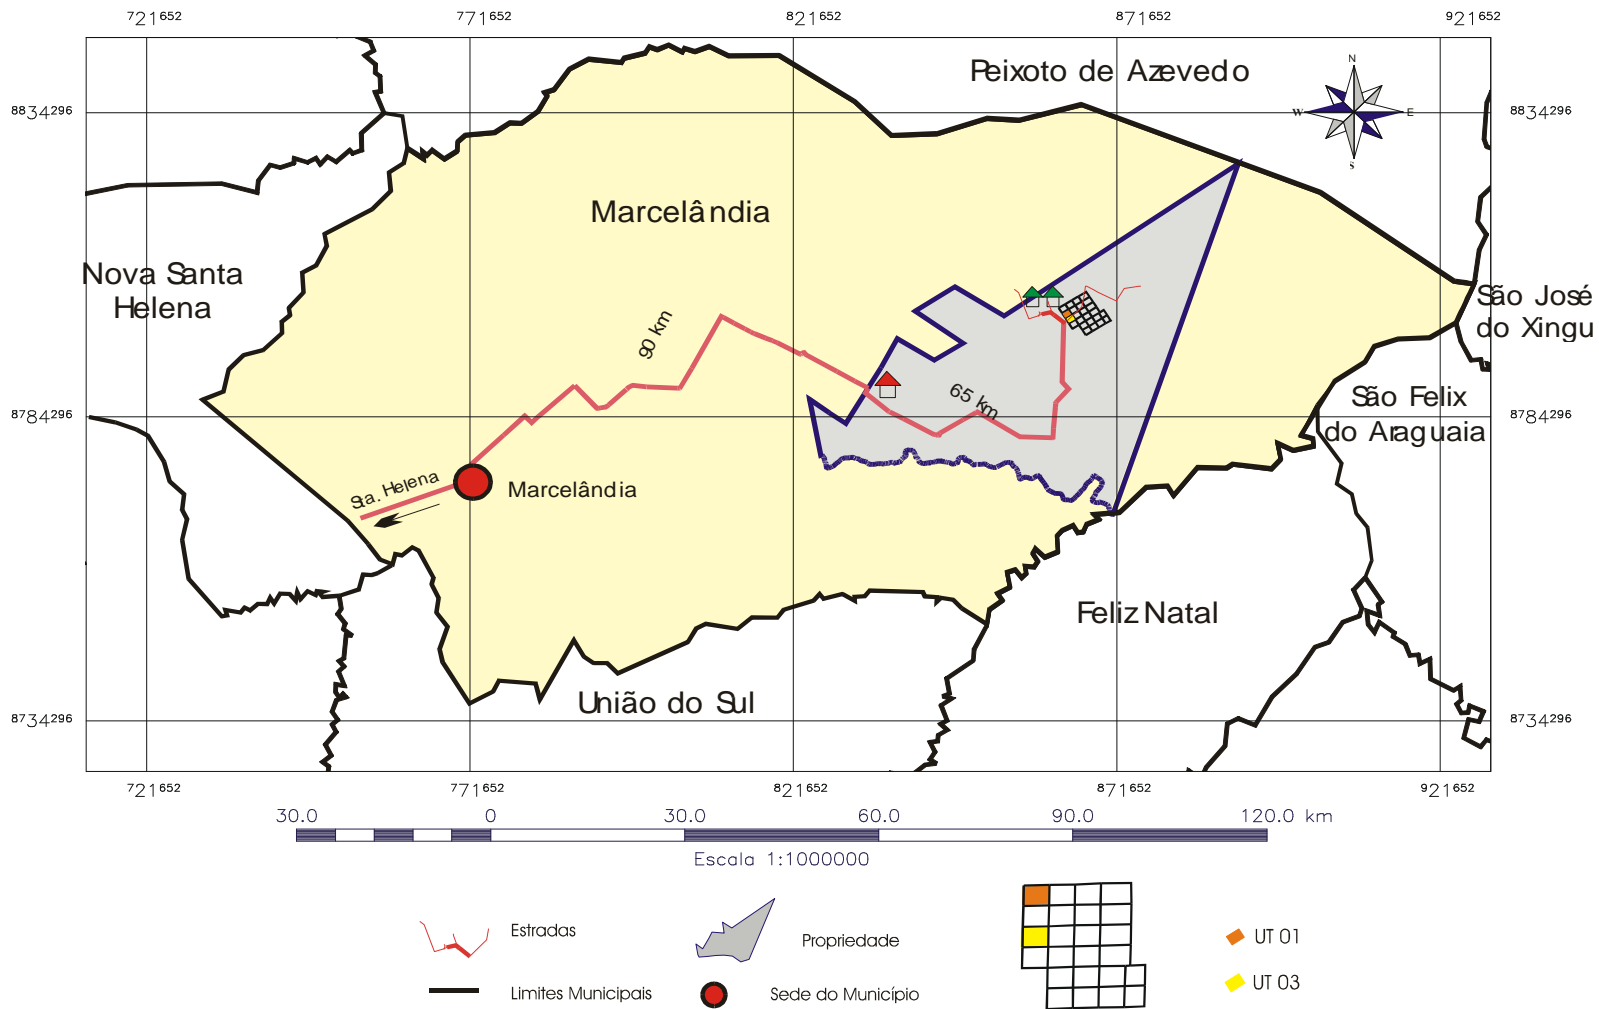 721652 771652 821652 871652 921652
Peixoto de Azevedo
N
W E
S
8834296 8834296
Marcelândia
Nova Santa
Helena
São José
do Xingu
90 km
65 km
São Felix
do Araguaia
8784296 8784296
Sta. Helena
Marcelândia
Feliz Natal
União do Sul
8734296 8734296
721652 771652 821652 871652 921652
30.0 0 30.0 60.0 90.0 120.0 km
Escala 1:1000000
Estradas
Propriedade
UT 01
Limites Municipais
Sede do Município
UT 03